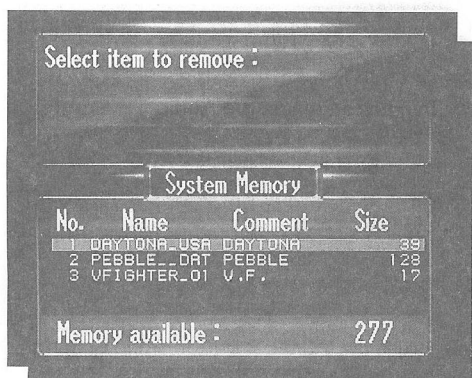 Select item to remove :
System Memory
No. Name Comment Size
1 DAYTONA_USA DAYTONA 39
2 PEBBLE__DAT PEBBLE 128
3 VFIGHTER_01 V.F. 17
Memory available : 277